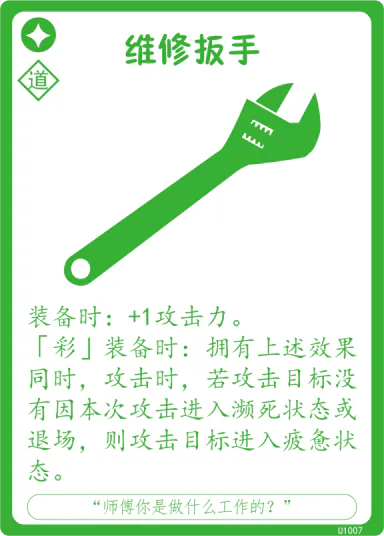 维修扳手
道
装备时：+1攻击力。
「彩」装备时：拥有上述效果
同时，攻击时，若攻击目标没
有因本次攻击进入濒死状态或
退场，则攻击目标进入疲惫状
态。
“师傅你是做什么工作的？”
U1007